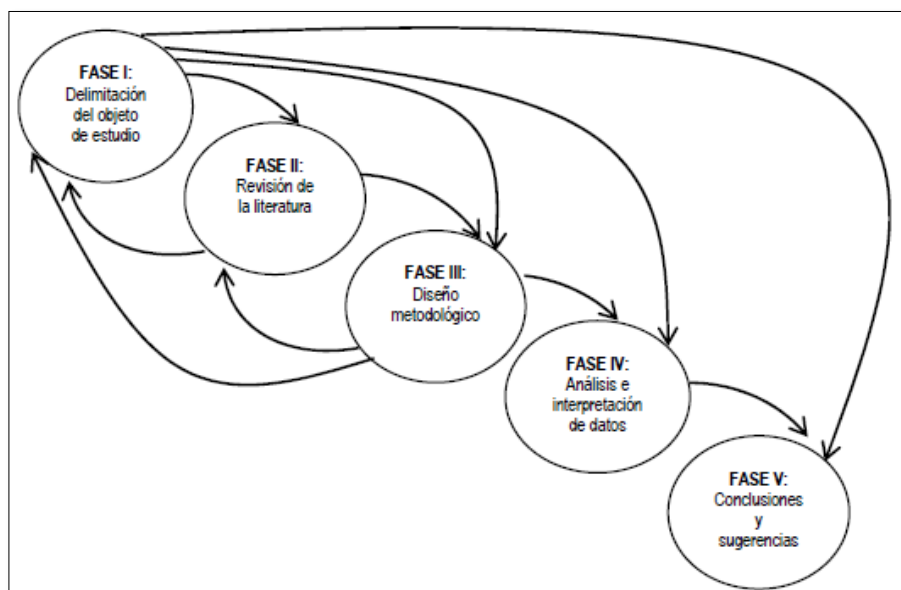 FASE I:
Delimitación
del objeto
de estudio
FASE II:
Revisión de
la literatura
FASE III:
Diseño
metodológico
FASE IV:
Análisis e
interpretación
de datos
FASE V:
Conclusiones
y
sugerencias